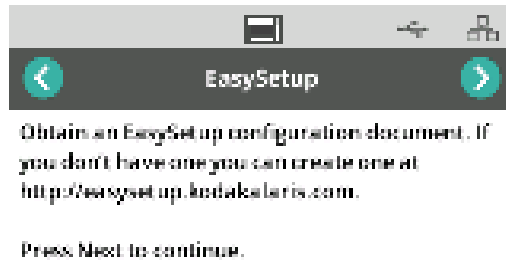 EasySetup
Obtain an EasySetup configuration document. If
you don't have one you can create one at
http://easysetup.kodakalaris.com.
Press Next to continue.